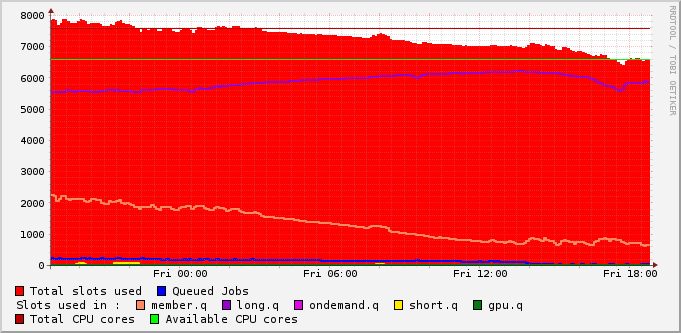 8000
7000
6000
5000
4000
3000
2000
1000
0
Fri 00:00 Fri 06:00 Fri 12:00 Fri 18:00
Total slots used Queued Jobs
Slots used in : member.q long.q ondemand.q short.q gpu.q
Total CPU cores Available CPU cores
RRDTOOL / TOBI OETIKER